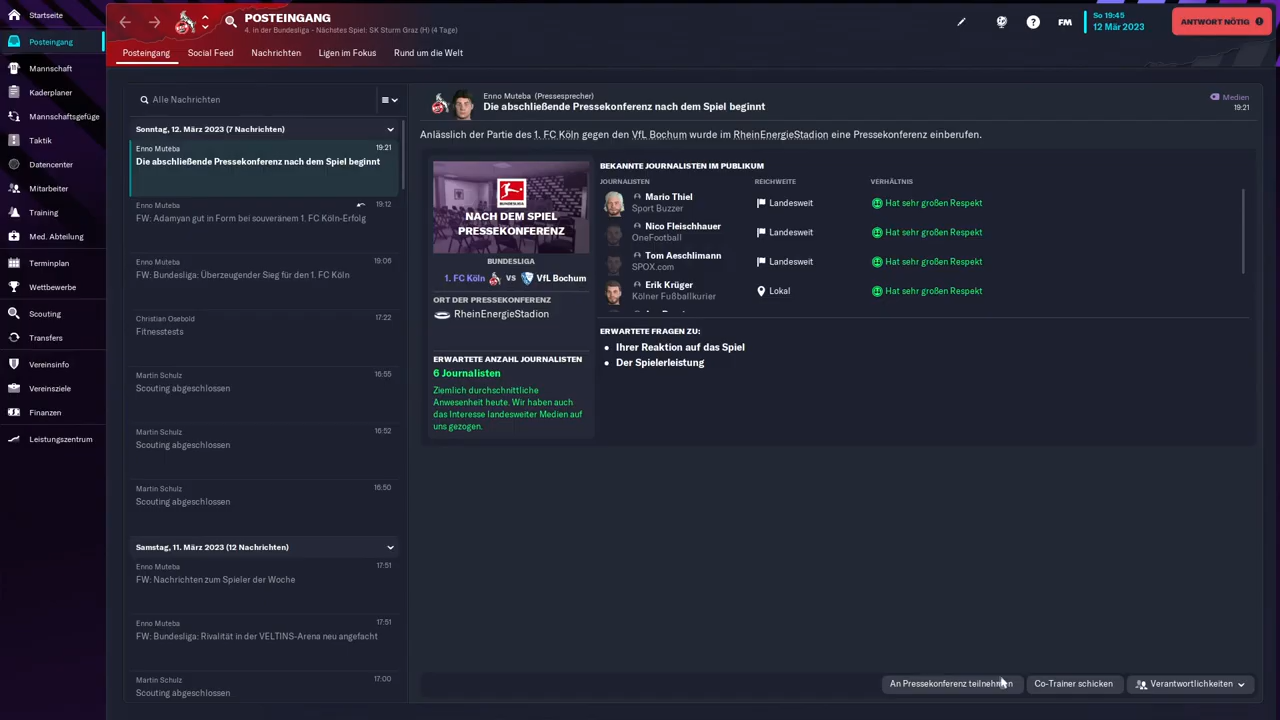 Startseite
Posteingang
Mannschaft
Kaderplaner
Mannschaftsgefüge
Taktik
Datencenter
Mitarbeiter
Training
Med. Abteilung
Terminplan
Wettbewerbe
Scouting
Transfers
Vereinsinfo
Vereinsziele
Finanzen
Leistungszentrum
POSTEINGANG
4. in der Bundesliga - Nächstes Spiel: SK Sturm Graz (H) (4 Tage)
FM
So 19:45
12 Mär 2023
ANTWORT NÖTIG
Posteingang
Social Feed
Nachrichten
Ligen im Fokus
Rund um die Welt
Alle Nachrichten
Sonntag, 12. März 2023 (7 Nachrichten)
Enno Muteba 19:21
Die abschließende Pressekonferenz nach dem Spiel beginnt
Enno Muteba 19:12
FW: Adamyan gut in Form bei souveränem 1. FC Köln-Erfolg
Enno Muteba 19:06
FW: Bundesliga: Überzeugender Sieg für den 1. FC Köln
Christian Osebold 17:22
Fitnesstests
Martin Schulz 16:55
Scouting abgeschlossen
Martin Schulz 16:52
Scouting abgeschlossen
Martin Schulz 16:50
Scouting abgeschlossen
Samstag, 11. März 2023 (12 Nachrichten)
Enno Muteba 17:51
FW: Nachrichten zum Spieler der Woche
Enno Muteba 17:51
FW: Bundesliga: Rivalität in der VELTINS-Arena neu angefacht
Martin Schulz 17:00
Scouting abgeschlossen
Enno Muteba (Pressesprecher)
Die abschließende Pressekonferenz nach dem Spiel beginnt
Medien
19:21
Anlässlich der Partie des 1. FC Köln gegen den VfL Bochum wurde im RheinEnergieStadion eine Pressekonferenz einberufen.
NACH DEM SPIEL
PRESSEKONFERENZ
BUNDESLIGA
1. FC Köln VS VfL Bochum
ORT DER PRESSEKONFERENZ
RheinEnergieStadion
ERWARTETE ANZAHL JOURNALISTEN
6 Journalisten
Ziemlich durchschnittliche
Anwesenheit heute. Wir haben auch
das Interesse landesweiter Medien auf
uns gezogen.
BEKANNTE JOURNALISTEN IM PUBLIKUM
JOURNALISTEN REICHWEITE VERHÄLTNIS
Mario Thiel
Sport Buzzer
Landesweit
Hat sehr großen Respekt
Nico Fleischhauer
OneFootball
Landesweit
Hat sehr großen Respekt
Tom Aeschlimann
SPOX.com
Landesweit
Hat sehr großen Respekt
Erik Krüger
Kölner Fußballkurier
Lokal
Hat sehr großen Respekt
ERWARTETE FRAGEN ZU:
Ihrer Reaktion auf das Spiel
Der Spielerleistung
An Pressekonferenz teilnehmen
Co-Trainer schicken
Verantwortlichkeiten